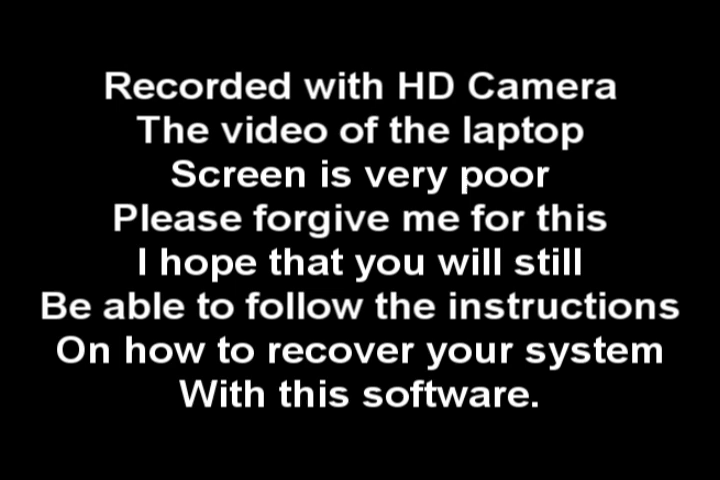 Recorded with HD Camera
The video of the laptop
Screen is very poor
Please forgive me for this
I hope that you will still
Be able to follow the instructions
On how to recover your system
With this software.